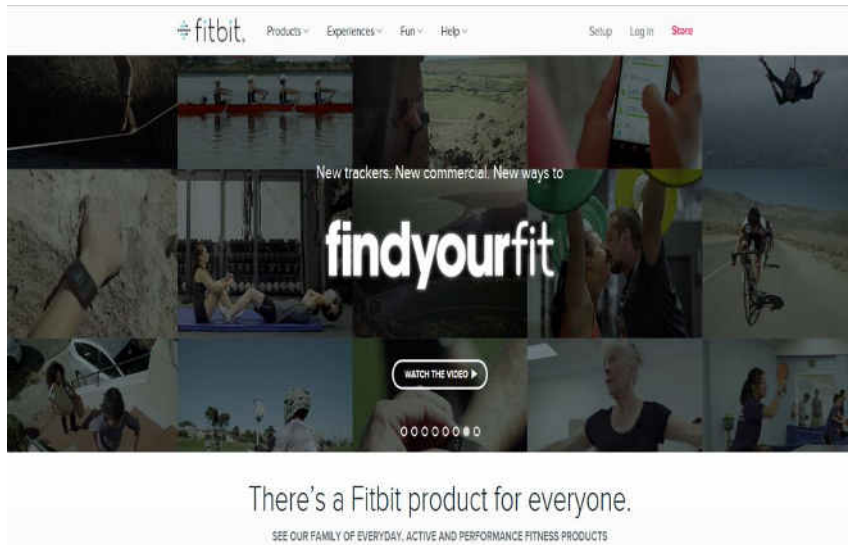 fitbit.
Products Experiences Fun Help
Setup Log In Store
New trackers. New commercial. New ways to
findyourfit
WATCH THE VIDEO
There's a Fitbit product for everyone.
SEE OUR FAMILY OF EVERYDAY, ACTIVE AND PERFORMANCE FITNESS PRODUCTS